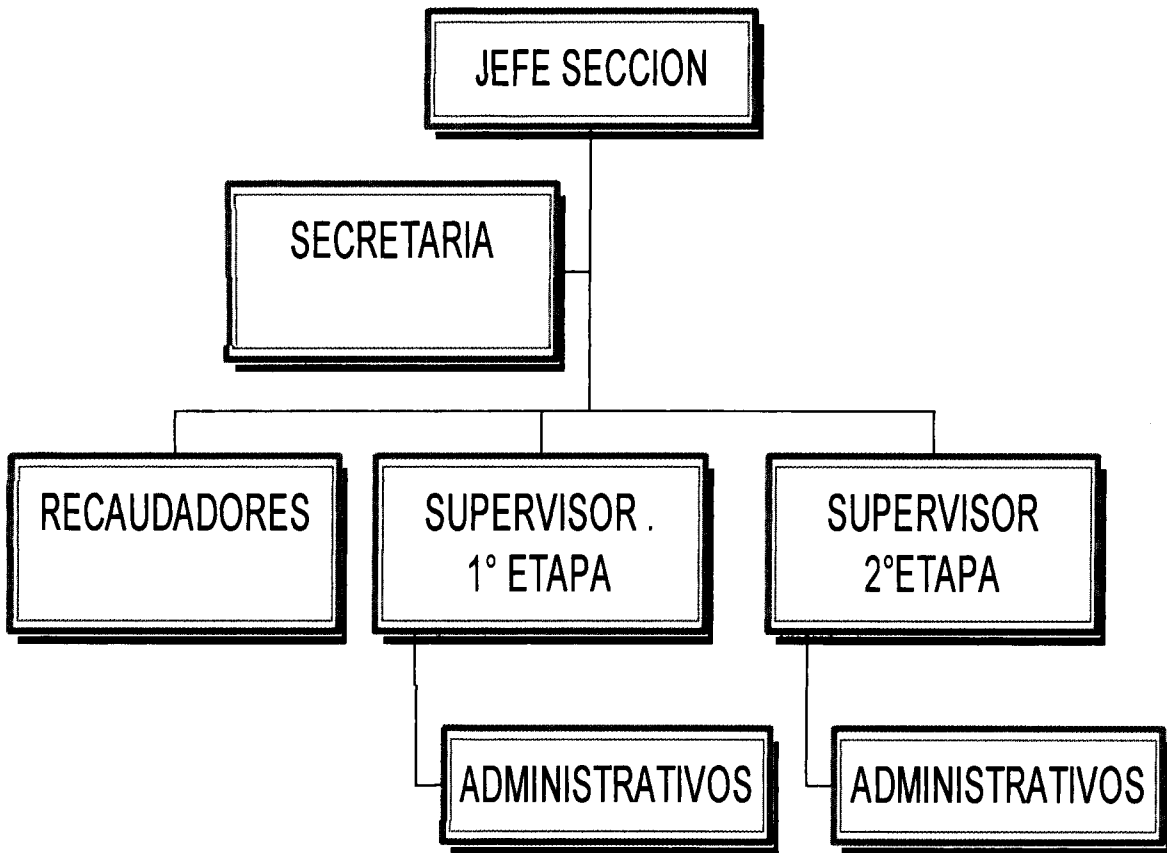 JEFE SECCION
SECRETARIA
RECAUDADORES
SUPERVISOR .
1° ETAPA
SUPERVISOR
2°ETAPA
ADMINISTRATIVOS
ADMINISTRATIVOS